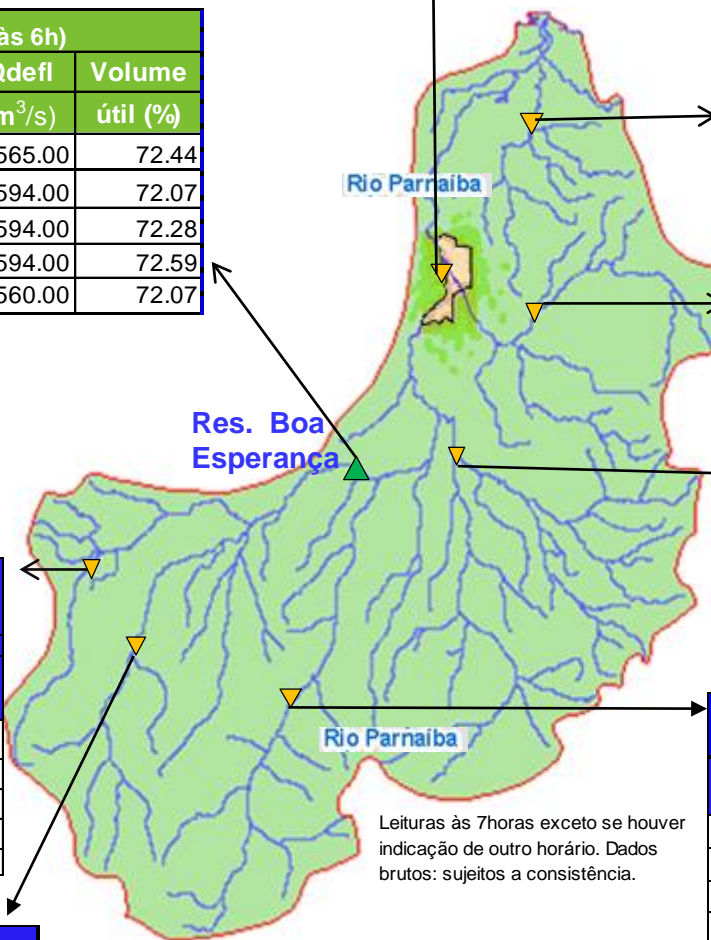 às 6h)
Qdefl Volume
m³/s) útil (%)
565.00 72.44
594.00 72.07
594.00 72.28
594.00 72.59
560.00 72.07
Rio Parnaíba
Res. Boa
Esperança
Rio Parnaíba
Leituras às 7horas exceto se houver
indicação de outro horário. Dados
brutos: sujeitos a consistência.